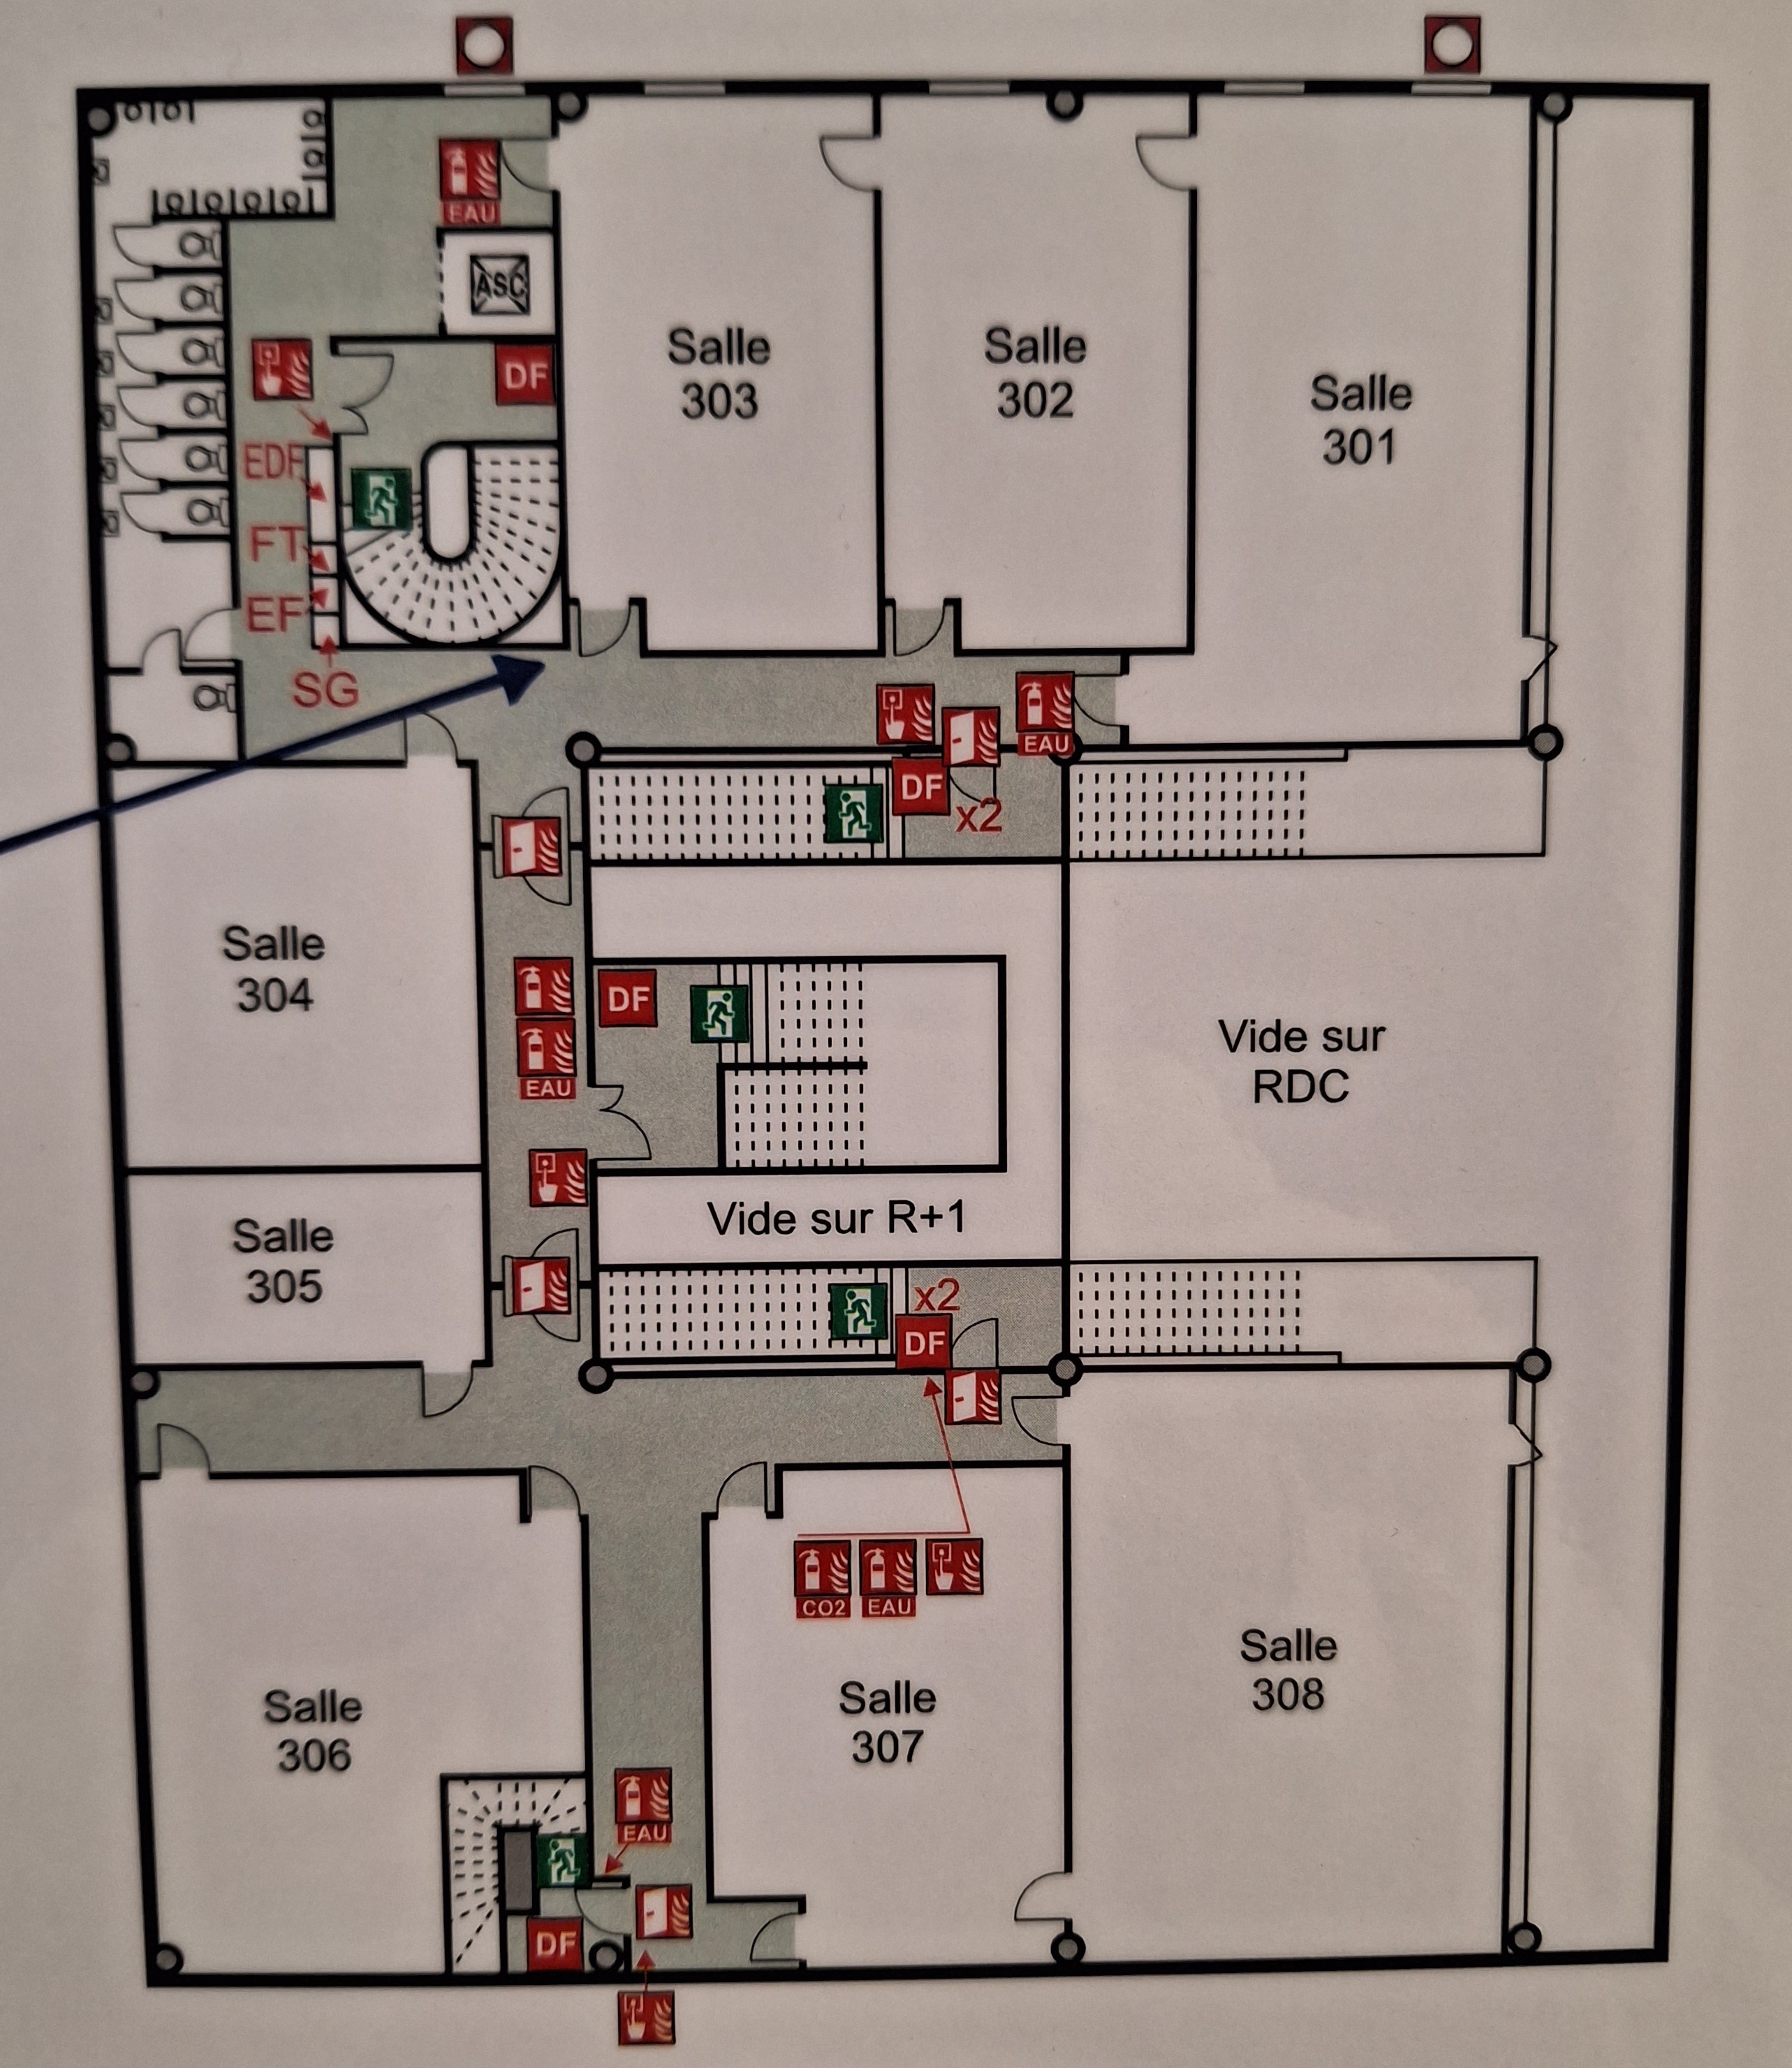 EAU
ASC
Salle
303
Salle
302
Salle
301
DF
EDF
FT
EF
SG
EAU
DF
x2
Salle
304
DF
EAU
Vide sur
RDC
Salle
305
Vide sur R+1
x2
DF
CO2
EAU
Salle
306
Salle
307
Salle
308
EAU
DF